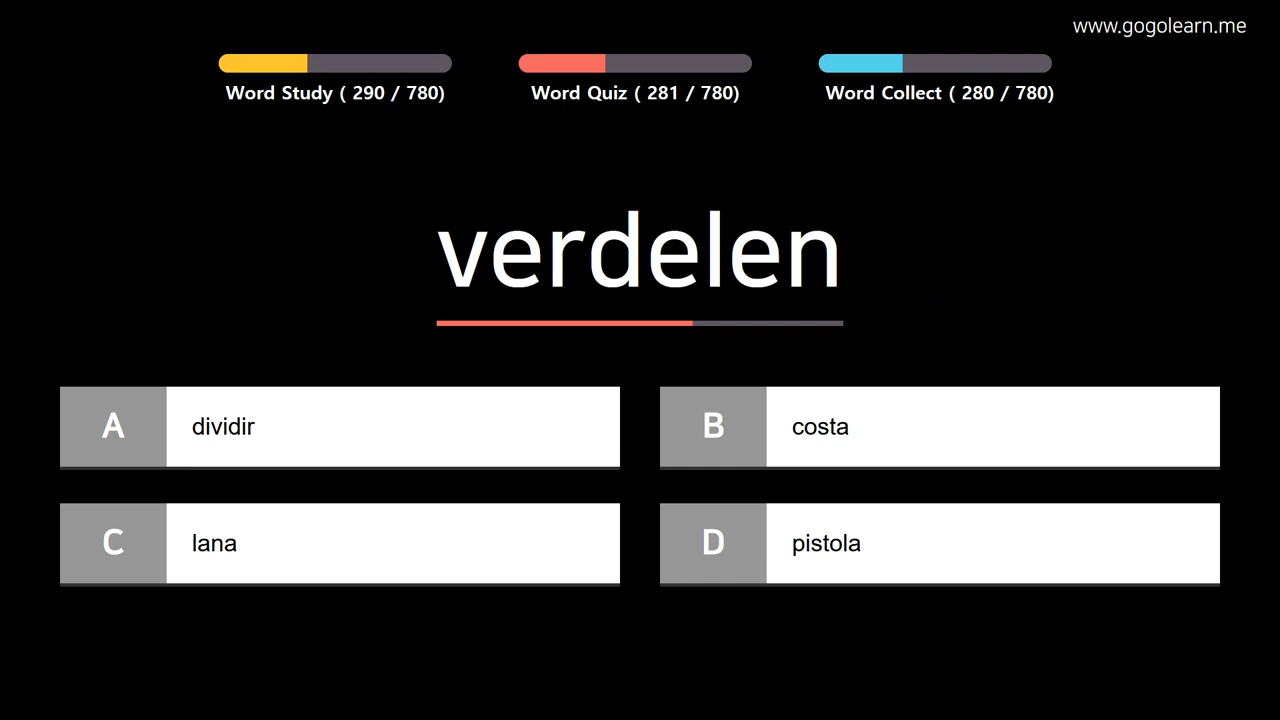 www.gogolearn.me
Word Study ( 290 / 780)
Word Quiz ( 281 / 780)
Word Collect ( 280 / 780)
verdelen
A dividir
B costa
C lana
D pistola